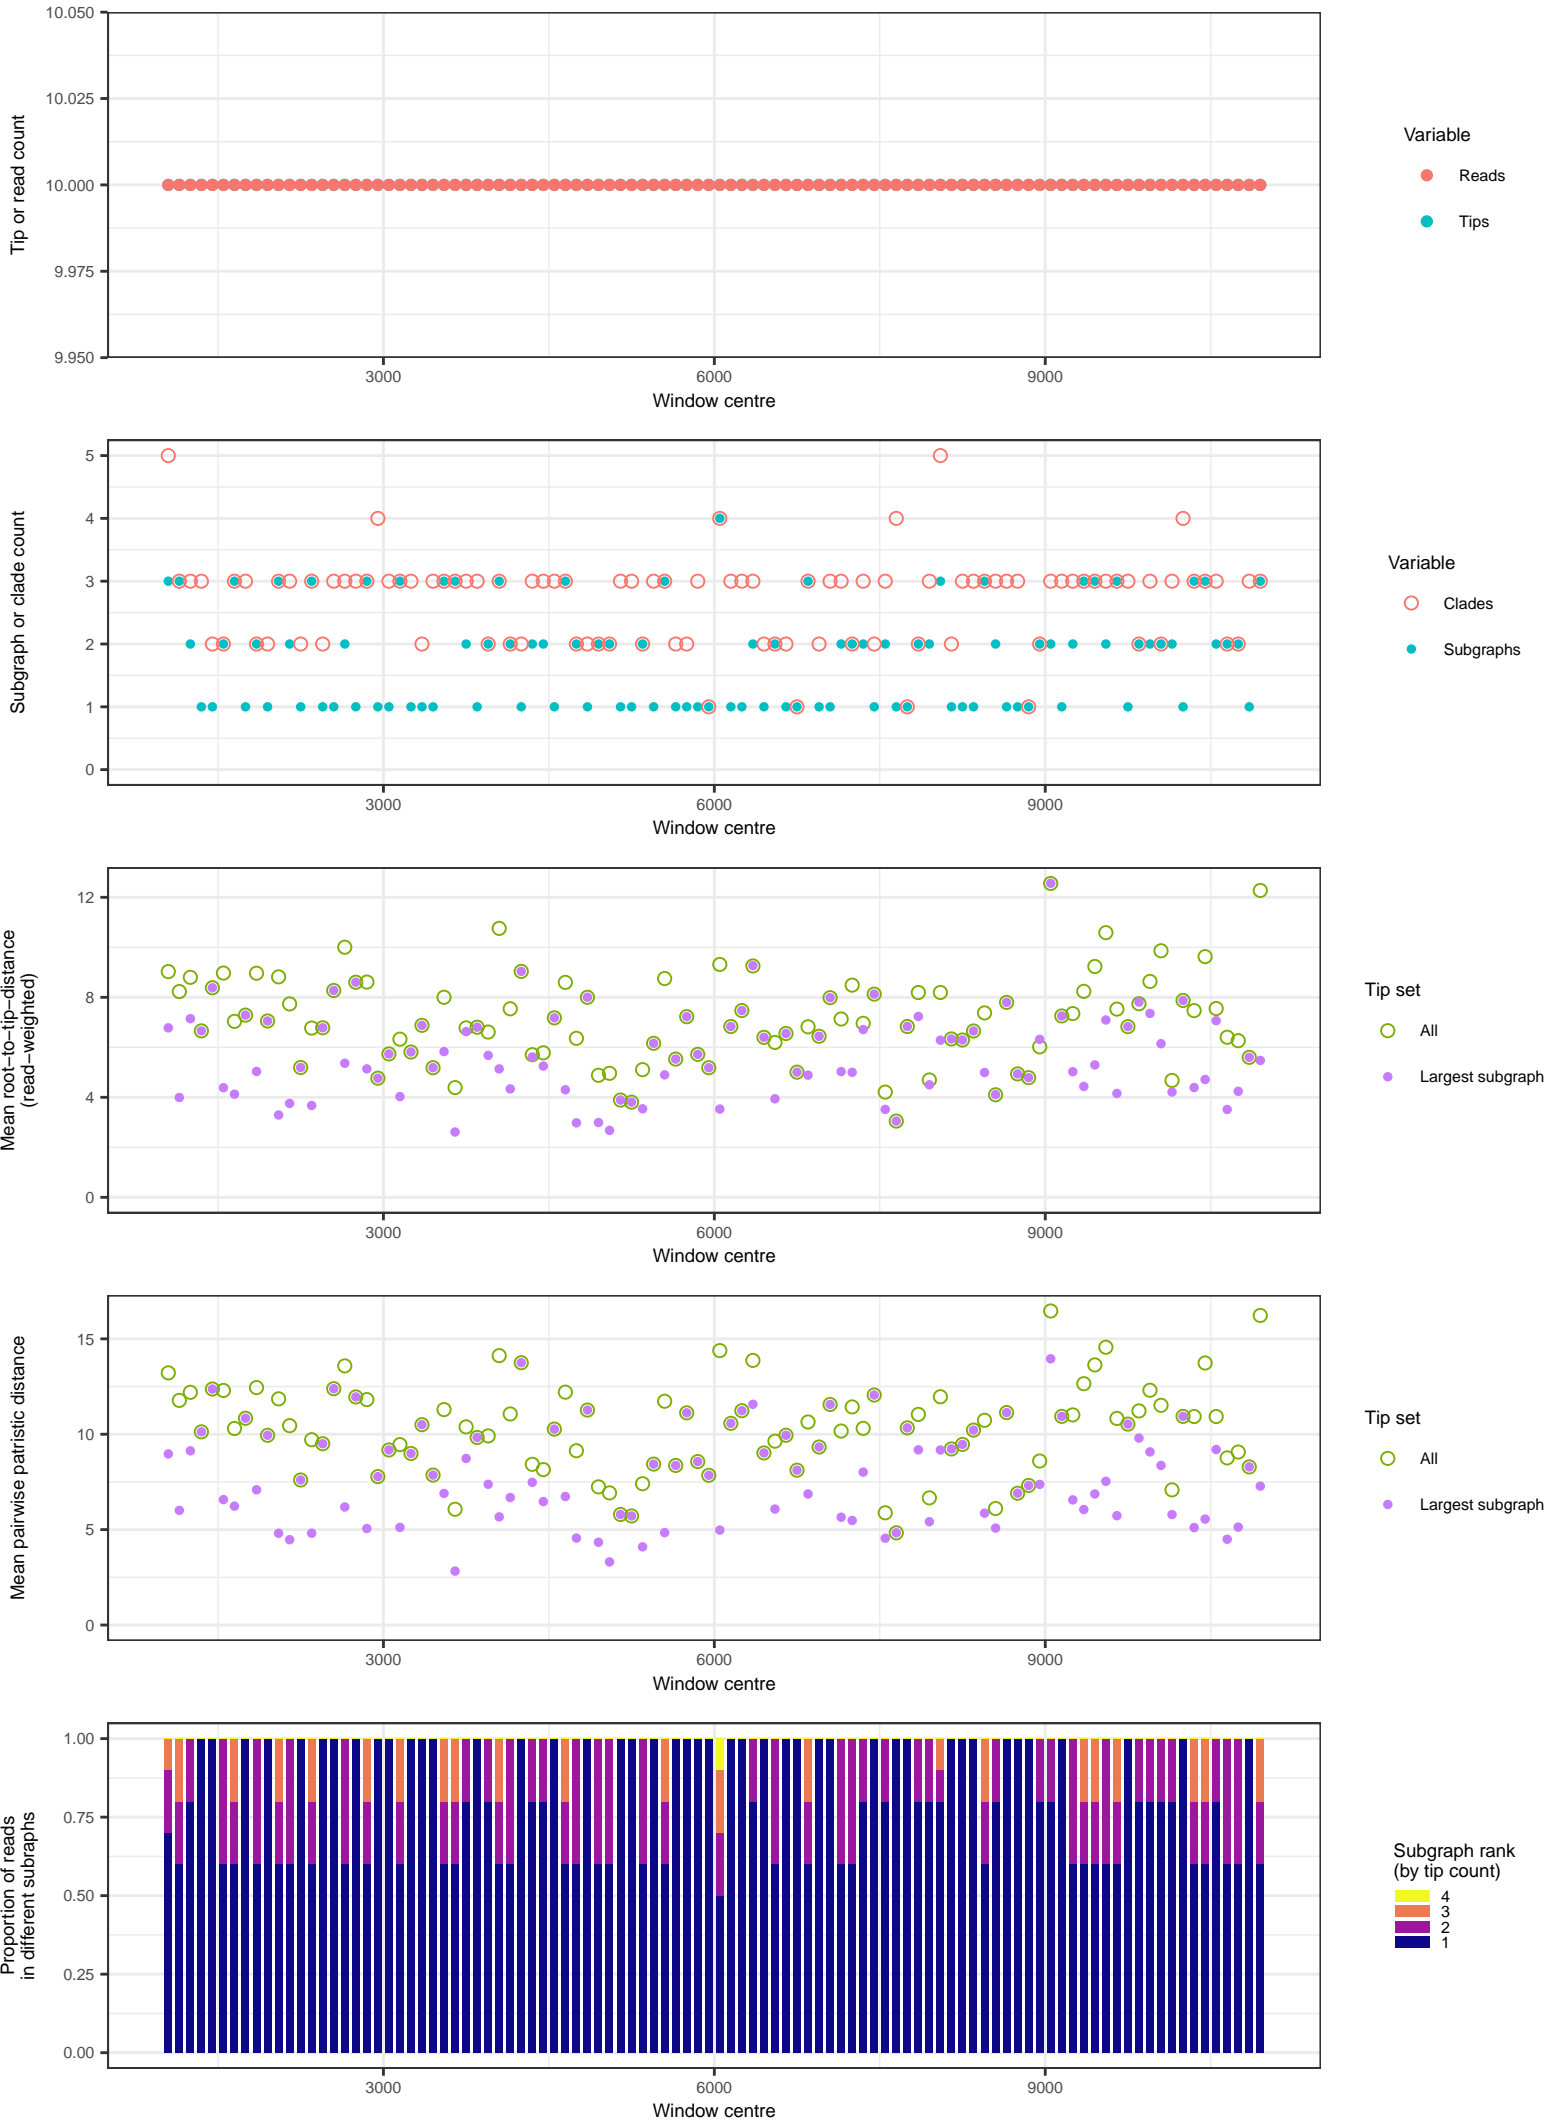 10.050
10.025
10.000
9.975
9.950
Tip or read count
3000 6000 9000
Window centre
Variable
Reads
Tips
5
4
3
2
1
0
Subgraph or clade count
3000 6000 9000
Window centre
Variable
Clades
Subgraphs
12
8
4
0
Mean root−to−tip−distance
(read−weighted)
3000 6000 9000
Window centre
Tip set
All
Largest subgraph
15
10
5
0
Mean pairwise patristic distance
3000 6000 9000
Window centre
Tip set
All
Largest subgraph
1.00
0.75
0.50
0.25
0.00
Proportion of reads
in different subraphs
3000 6000 9000
Window centre
Subgraph rank
(by tip count)
4
3
2
1